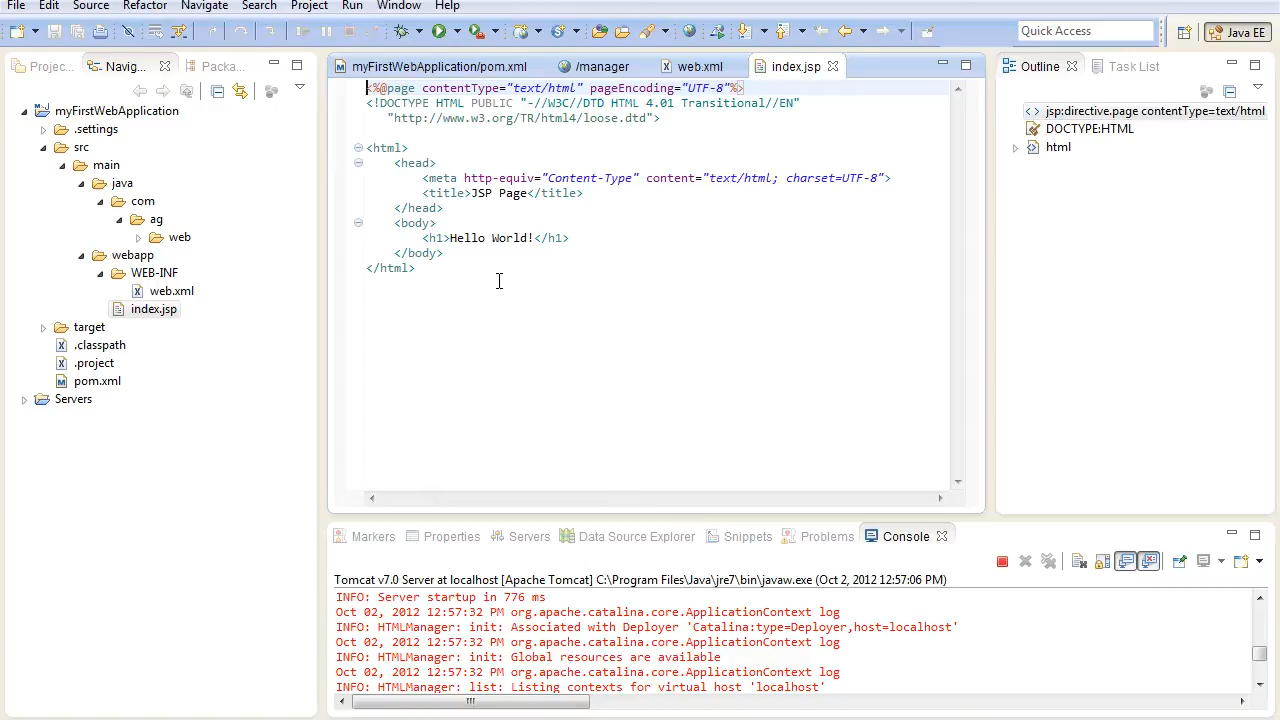 File Edit Source Refactor Navigate Search Project Run Window Help
Quick Access
Java EE
Projec...
Navig...
Packa...
myFirstWebApplication
.settings
src
main
java
com
ag
web
webapp
WEB-INF
web.xml
index.jsp
target
.classpath
.project
pom.xml
Servers
myFirstWebApplication/pom.xml
/manager
web.xml
index.jsp
<%@page contentType="text/html" pageEncoding="UTF-8"%>
<!DOCTYPE HTML PUBLIC "-//W3C//DTD HTML 4.01 Transitional//EN"
"http://www.w3.org/TR/html4/loose.dtd">
<html>
<head>
<meta http-equiv="Content-Type" content="text/html; charset=UTF-8">
<title>JSP Page</title>
</head>
<body>
<h1>Hello World!</h1>
</body>
</html>
Outline
Task List
jsp:directive.page contentType=text/html
DOCTYPE:HTML
html
Markers
Properties
Servers
Data Source Explorer
Snippets
Problems
Console
Tomcat v7.0 Server at localhost [Apache Tomcat] C:\Program Files\Java\jre7\bin\javaw.exe (Oct 2, 2012 12:57:06 PM)
INFO: Server startup in 776 ms
Oct 02, 2012 12:57:32 PM org.apache.catalina.core.ApplicationContext log
INFO: HTMLManager: init: Associated with Deployer 'Catalina:type=Deployer,host=localhost'
Oct 02, 2012 12:57:32 PM org.apache.catalina.core.ApplicationContext log
INFO: HTMLManager: init: Global resources are available
Oct 02, 2012 12:57:32 PM org.apache.catalina.core.ApplicationContext log
INFO: HTMLManager: list: Listing contexts for virtual host 'localhost'